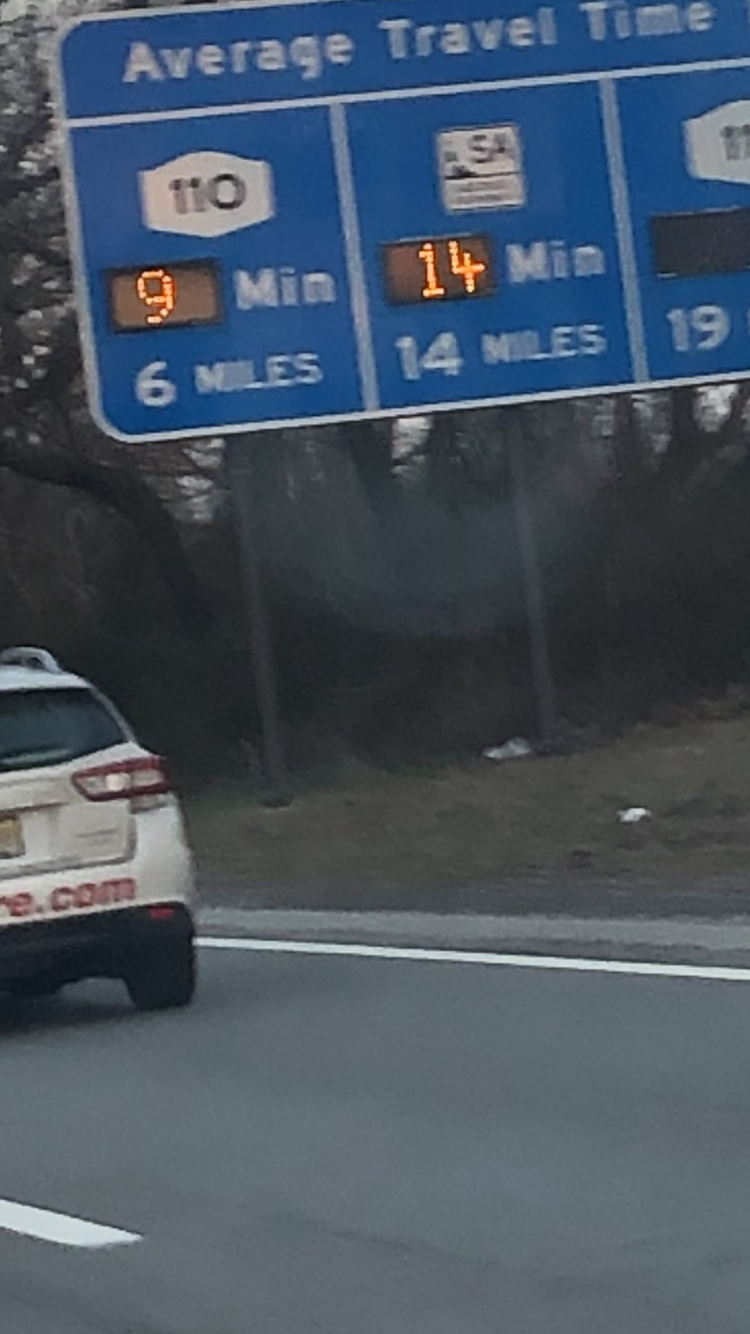 Average Travel Time
110
9 Min
6 MILES
14 Min
14 MILES
19
re.com